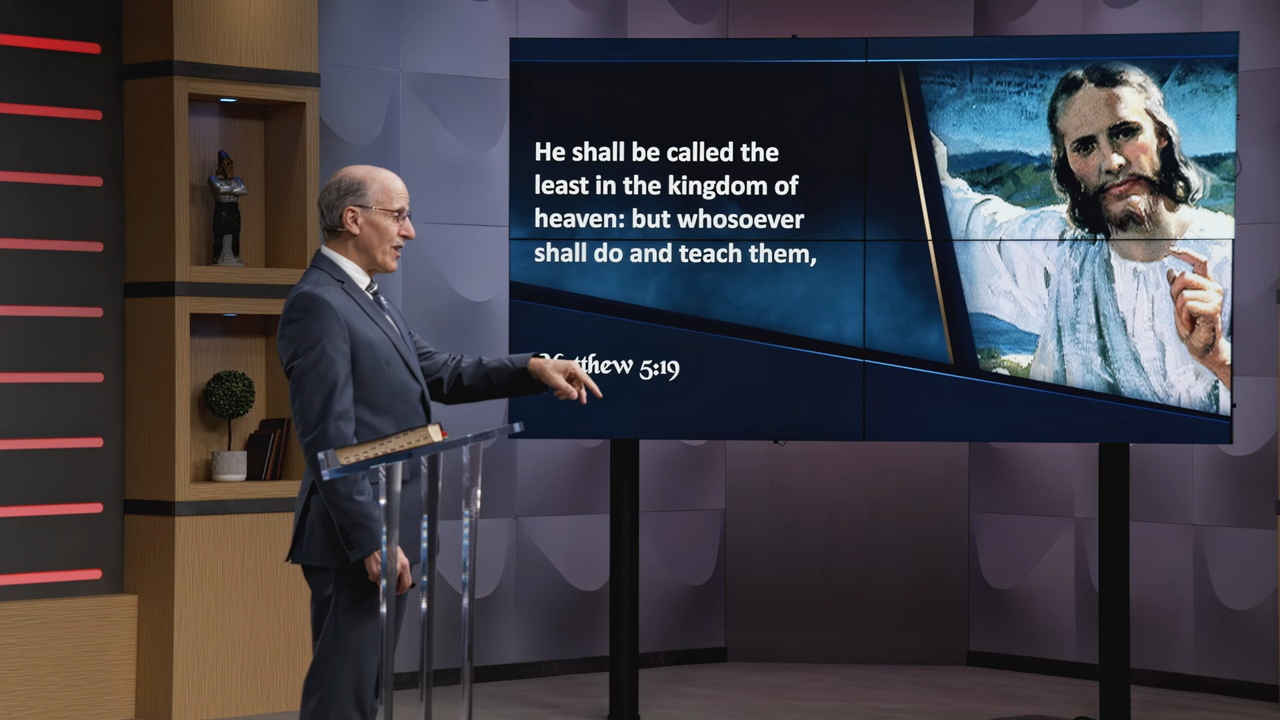 He shall be called the
least in the kingdom of
heaven: but whosoever
shall do and teach them,
Matthew 5:19